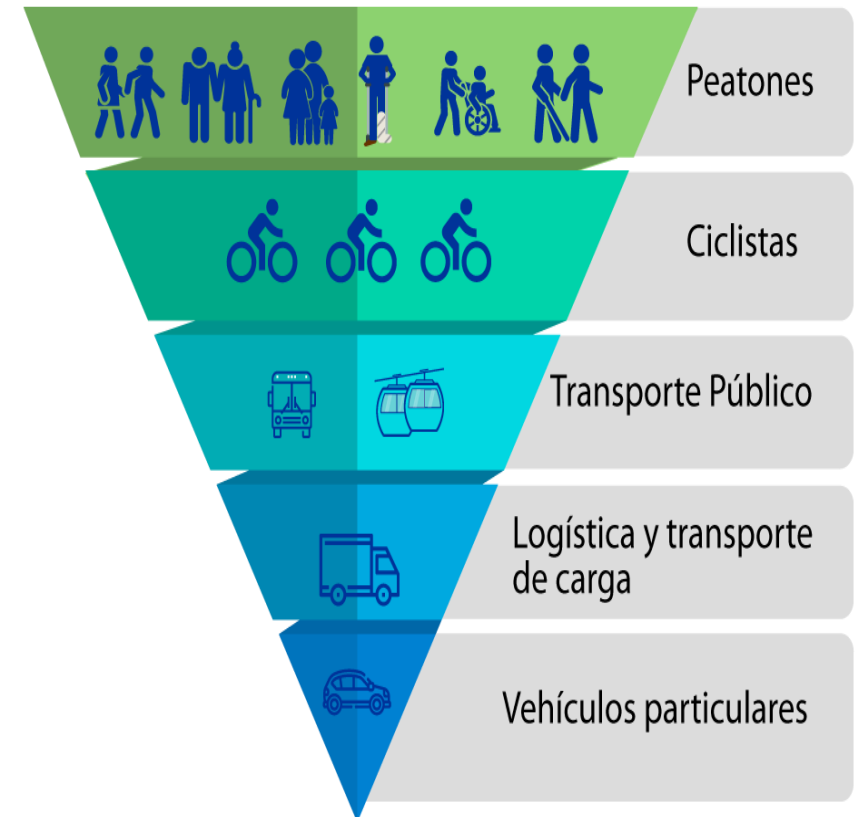 Peatones
Ciclistas
Transporte Público
Logística y transporte
de carga
Vehículos particulares